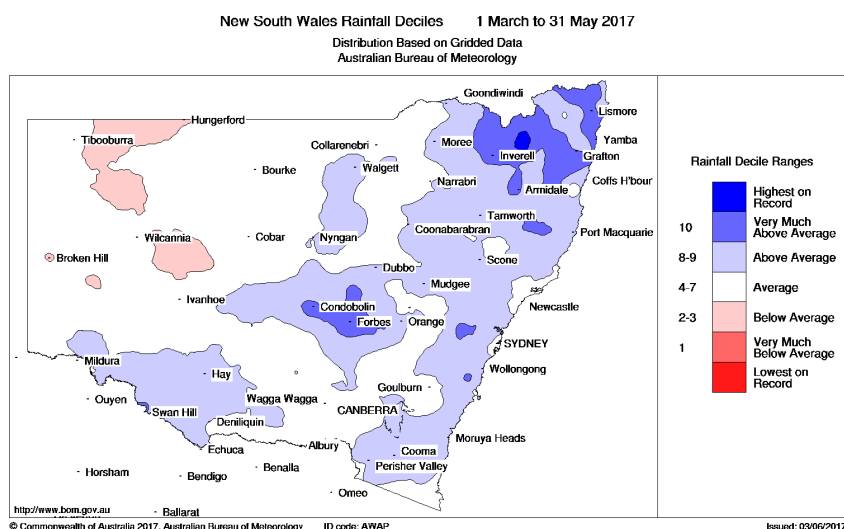 New South Wales Rainfall Deciles 1 March to 31 May 2017
Distribution Based on Gridded Data
Australian Bureau of Meteorology
Goondiwindi
Lismore
Hungerford
Tibooburra
Collarenebri
Moree
Yamba
Inverell
Grafton
Bourke
Walgett
Narrabri
Armidale
Coffs H'bour
Tamworth
Wilcannia
Cobar
Nyngan
Coonabarabran
Port Macquarie
Broken Hill
Dubbo
Scone
Mudgee
Ivanhoe
Condobolin
Newcastle
Forbes
Orange
SYDNEY
Mildura
Hay
Wollongong
Goulburn
Ouyen
Wagga Wagga
Swan Hill
CANBERRA
Deniliquin
Moruya Heads
Echuca
Albury
Cooma
Horsham
Bendigo
Benalla
Perisher Valley
Omeo
Ballarat
http://www.bom.gov.au
Rainfall Decile Ranges
Highest on
Record
10 Very Much
Above Average
8-9 Above Average
4-7 Average
2-3 Below Average
1 Very Much
Below Average
Lowest on
Record
© Commonwealth of Australia 2017, Australian Bureau of Meteorology ID code: AWAP Issued: 03/06/2017